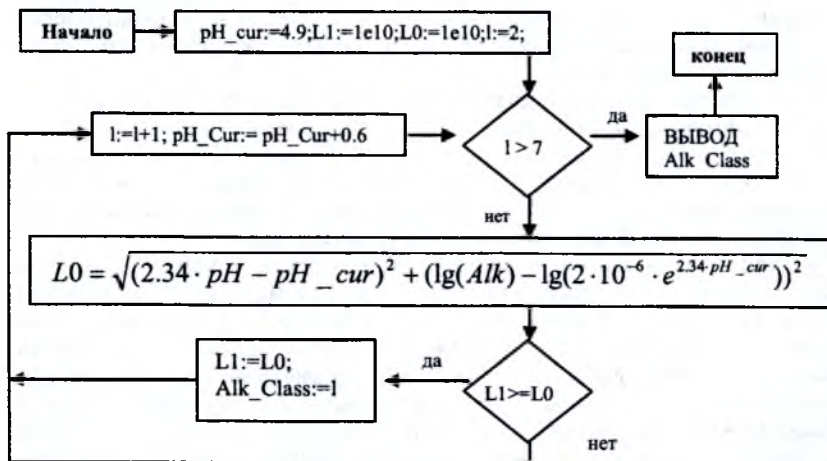 Начало
pH_cur:=4.9;L1:=1e10;L0:=1e10;l:=2;
конец
l:=l+1; pH_Cur:= pH_Cur+0.6
l > 7
да
ВЫВОД
Alk_Class
нет
L0 = √((2.34 · pH − pH_cur)² + (lg(Alk) − lg(2 · 10⁻⁶ · e^{2.34·pH_cur}))²)
L1:=L0;
Alk_Class:=l
да
L1>=L0
нет